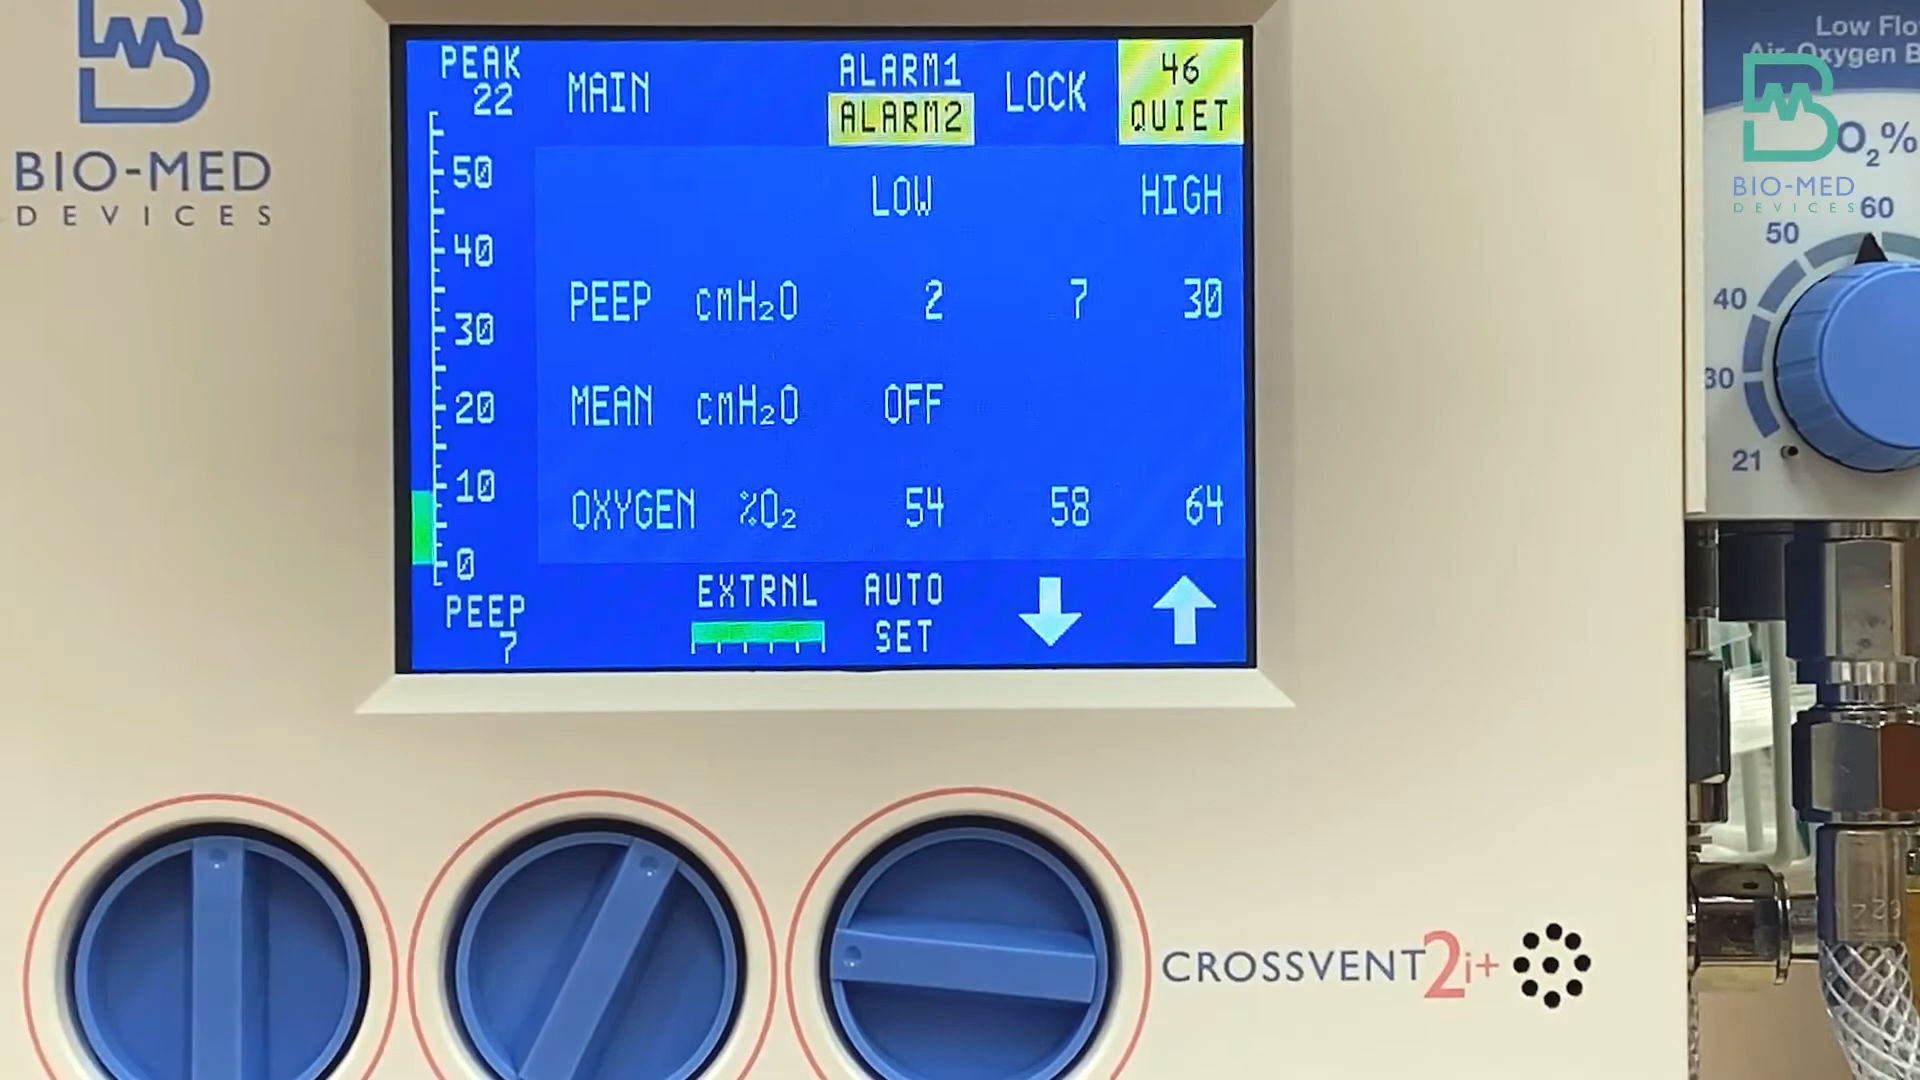 BIO-MED
DEVICES
PEAK
22
MAIN
ALARM1
ALARM2
LOCK
46
QUIET
LOW
HIGH
50
40
30
20
10
0
PEEP cmH₂O 2 7 30
MEAN cmH₂O OFF
OXYGEN %O₂ 54 58 64
PEEP
7
EXTRNL
AUTO
SET
CROSSVENT2i+
Low Flo
Oxygen B
O₂%
BIO-MED
DEVICES
60
50
40
30
21